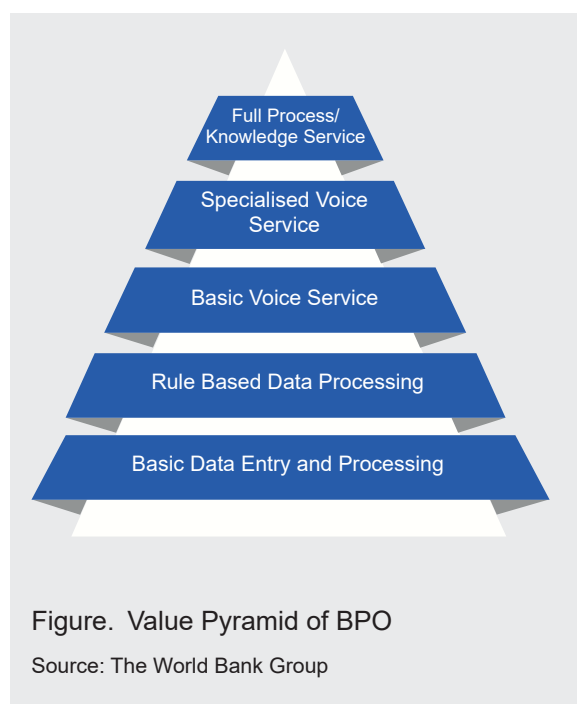 Full Process/
Knowledge Service
Specialised Voice
Service
Basic Voice Service
Rule Based Data Processing
Basic Data Entry and Processing
Figure. Value Pyramid of BPO
Source: The World Bank Group